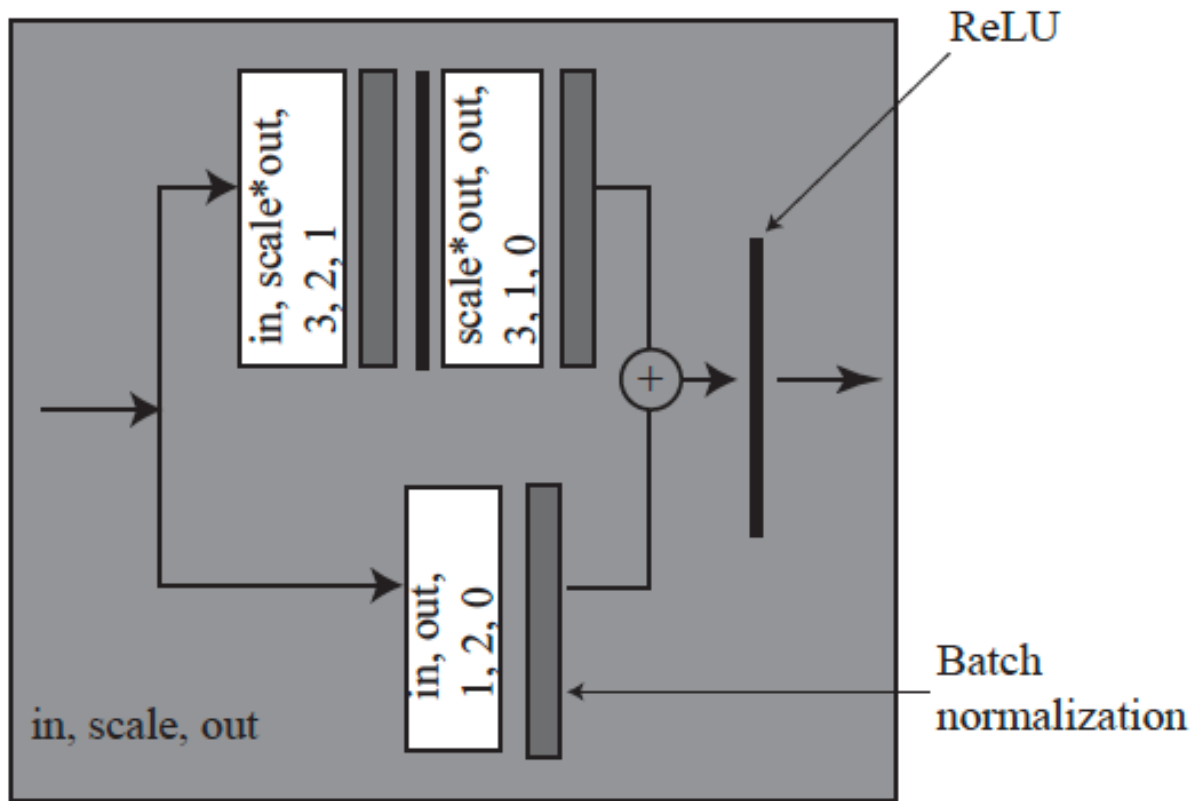 ReLU
in, scale*out,
3, 2, 1
scale*out, out,
3, 1, 0
+
in, out,
1, 2, 0
in, scale, out
Batch
normalization